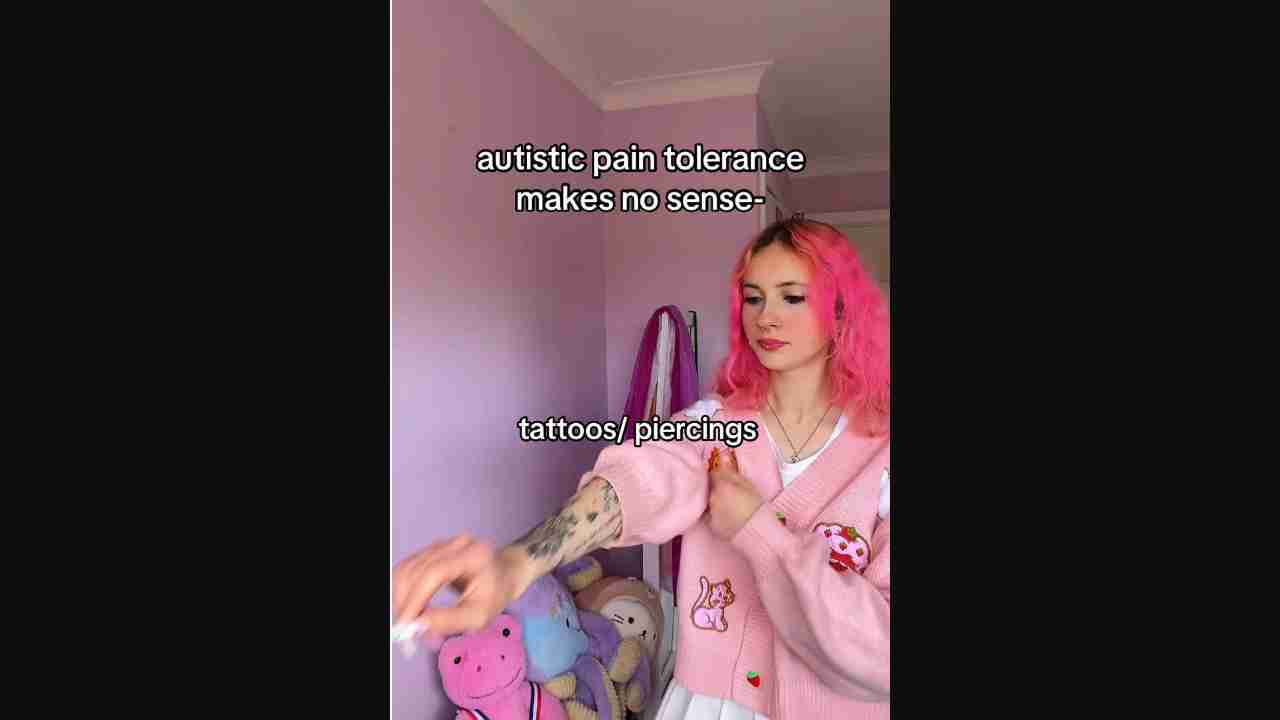 autistic pain tolerance
makes no sense-
tattoos/ piercings